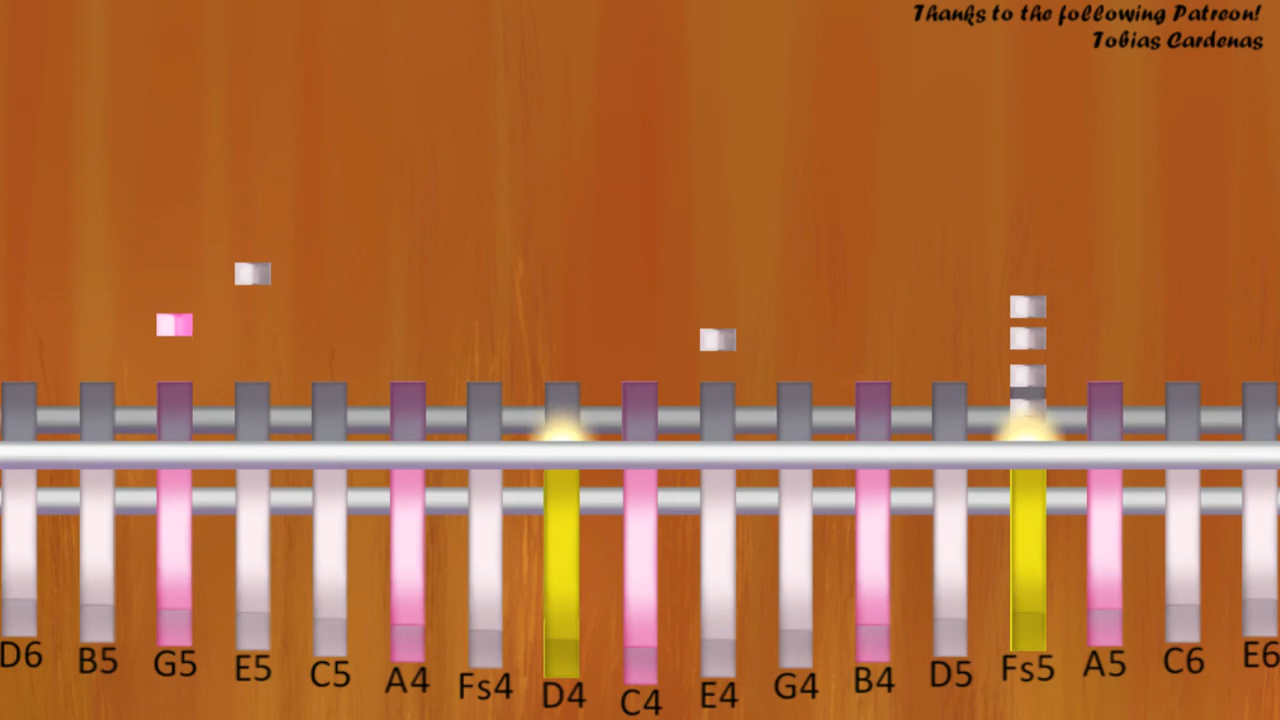 Thanks to the following Patreon!
Tobias Cardenas
D6 B5 G5 E5 C5 A4 Fs4 D4 C4 E4 G4 B4 D5 Fs5 A5 C6 E6